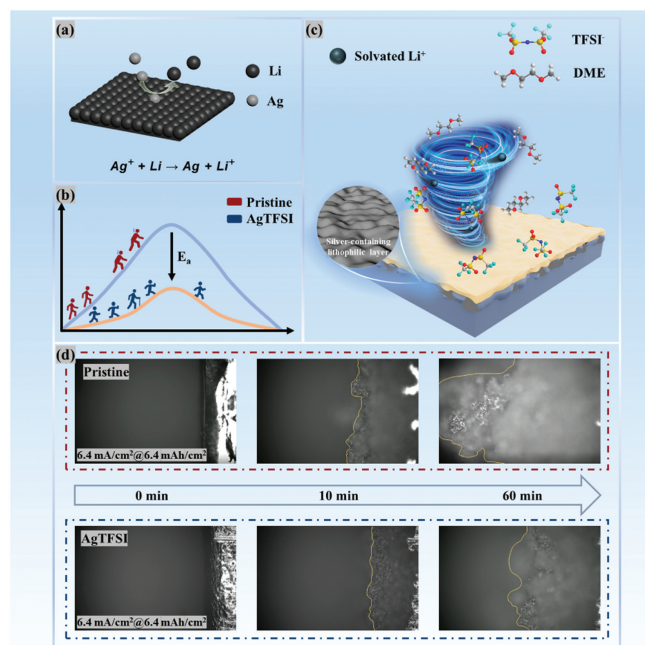 (a)
Li
Ag
Ag⁺ + Li → Ag + Li⁺
(b)
Pristine
AgTFSI
Eₐ
(c)
Solvated Li⁺
TFSI⁻
DME
Silver-containing
lithophilic layer
(d)
Pristine
6.4 mA/cm²@6.4 mAh/cm²
0 min
10 min
60 min
AgTFSI
6.4 mA/cm²@6.4 mAh/cm²